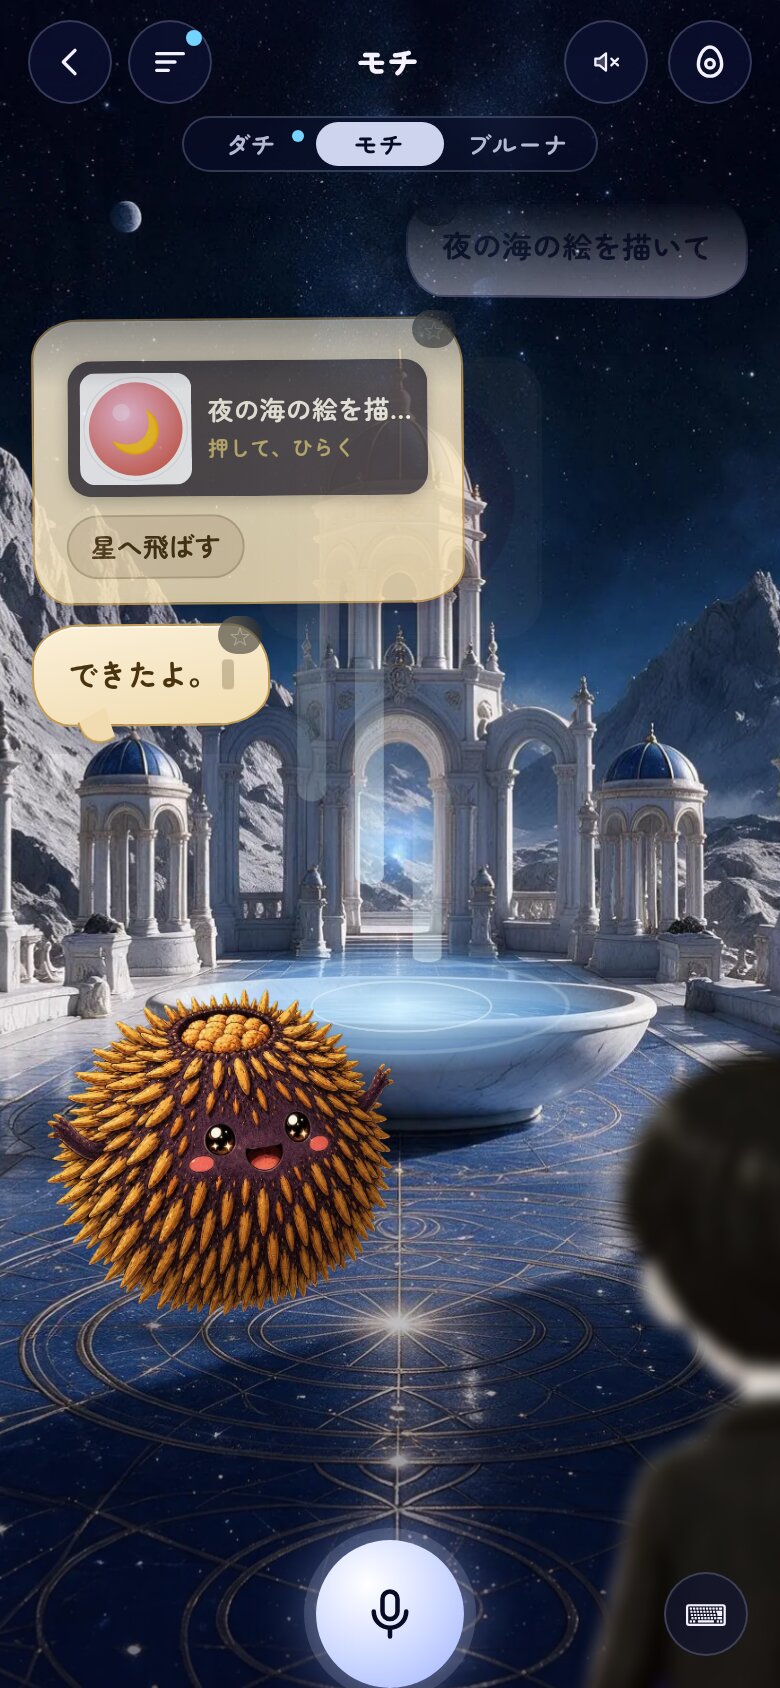 モチ
ダチ
モチ
ブルーナ
夜の海の絵を描いて
夜の海の絵を描...
押して、ひらく
星へ飛ばす
できたよ。